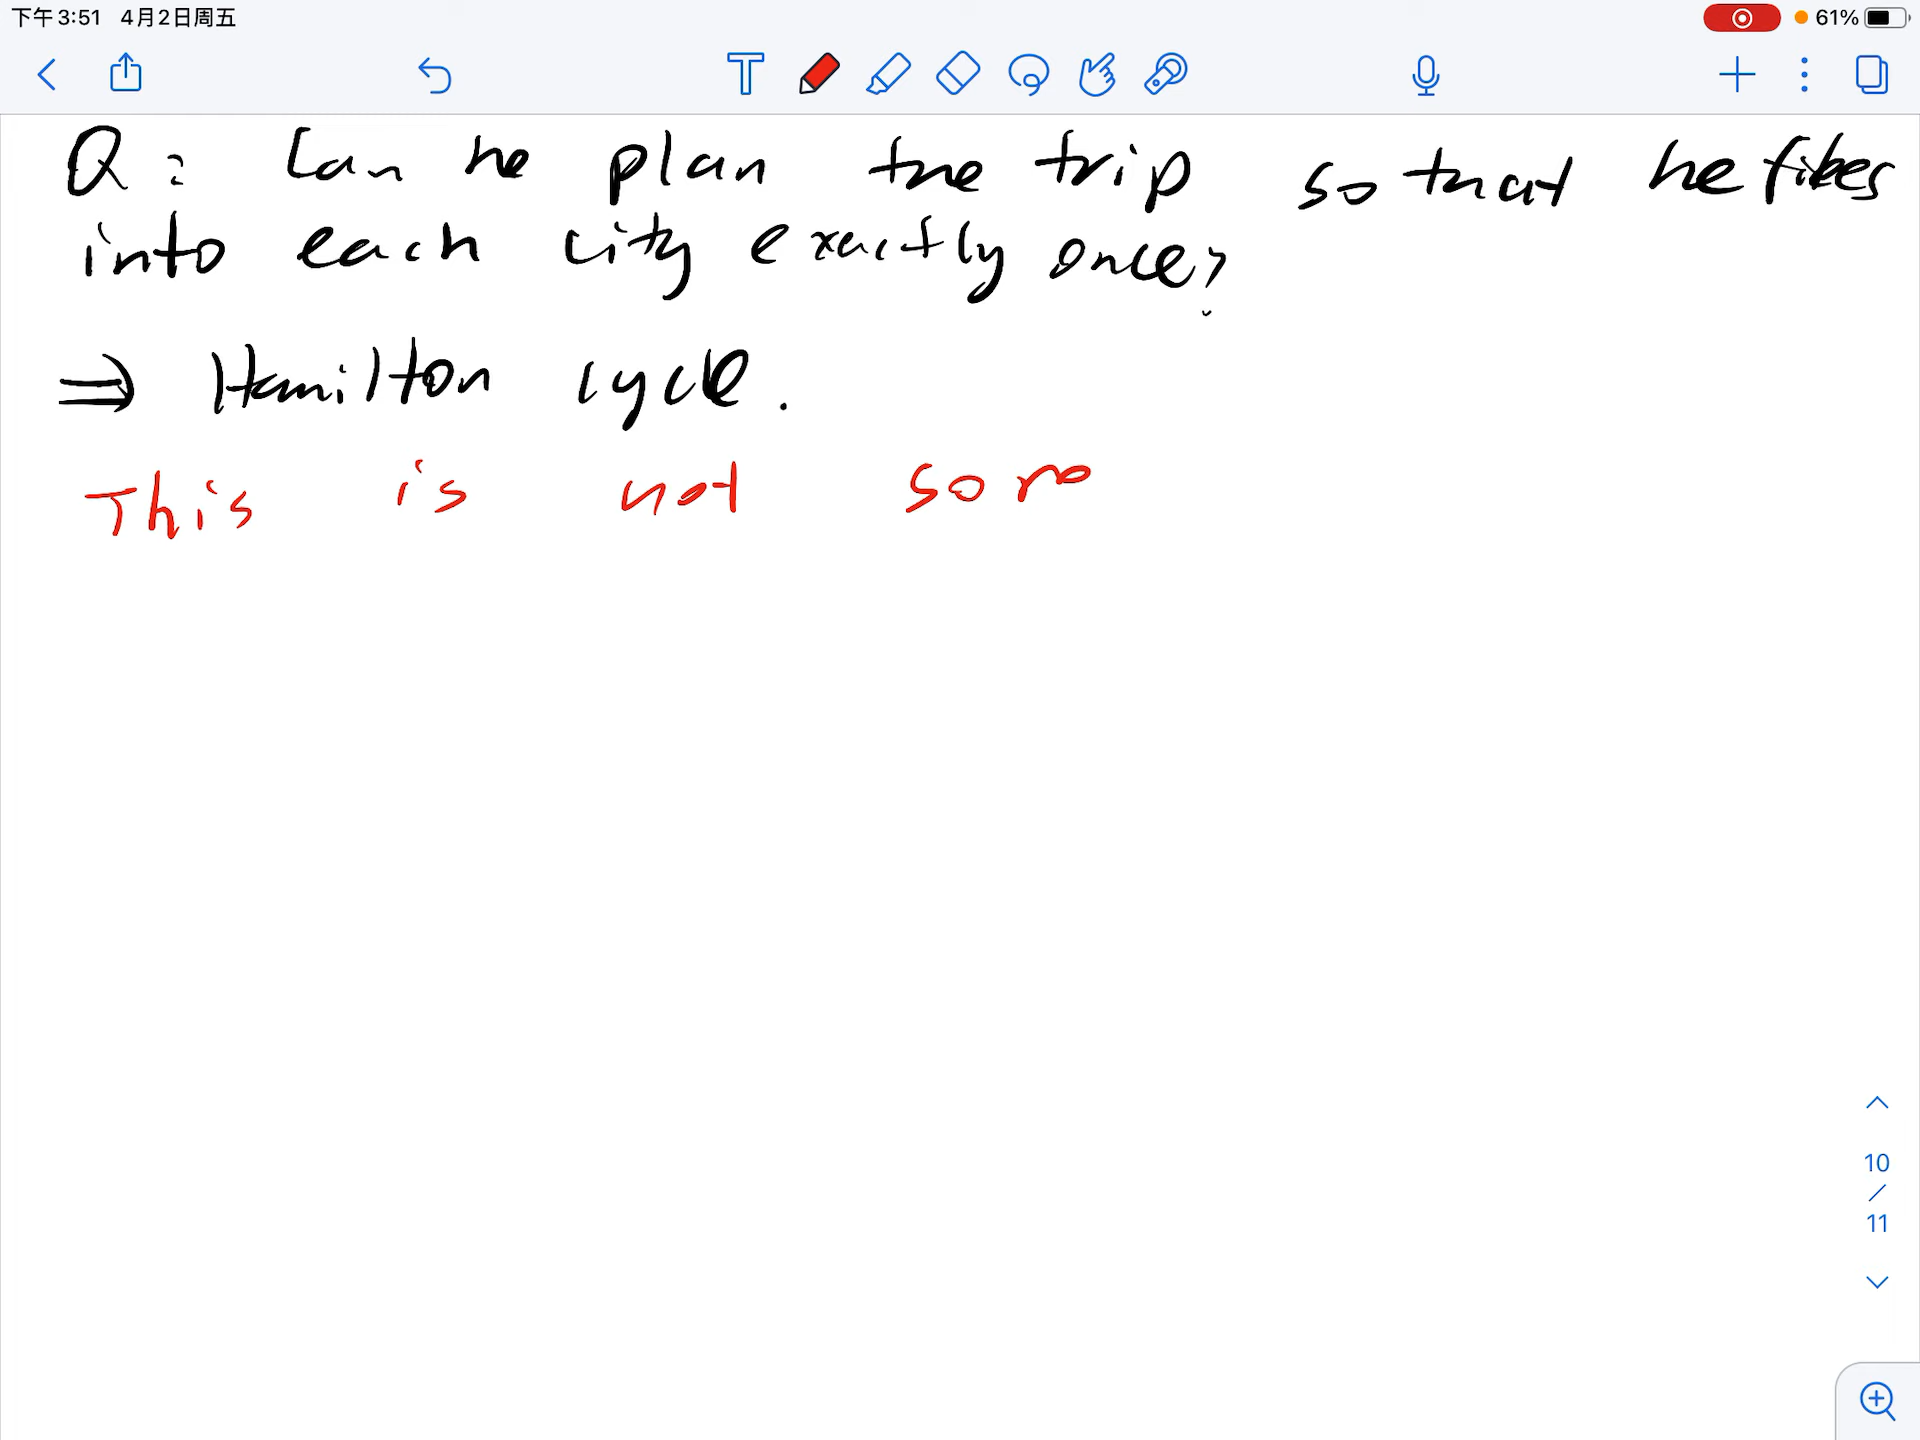 下午3:51 4月2日周五 61%
T
Q: Can he plan the trip so that he flies
into each city exactly once?
⇒ Hamilton cycle.
This is not so
10
/
11